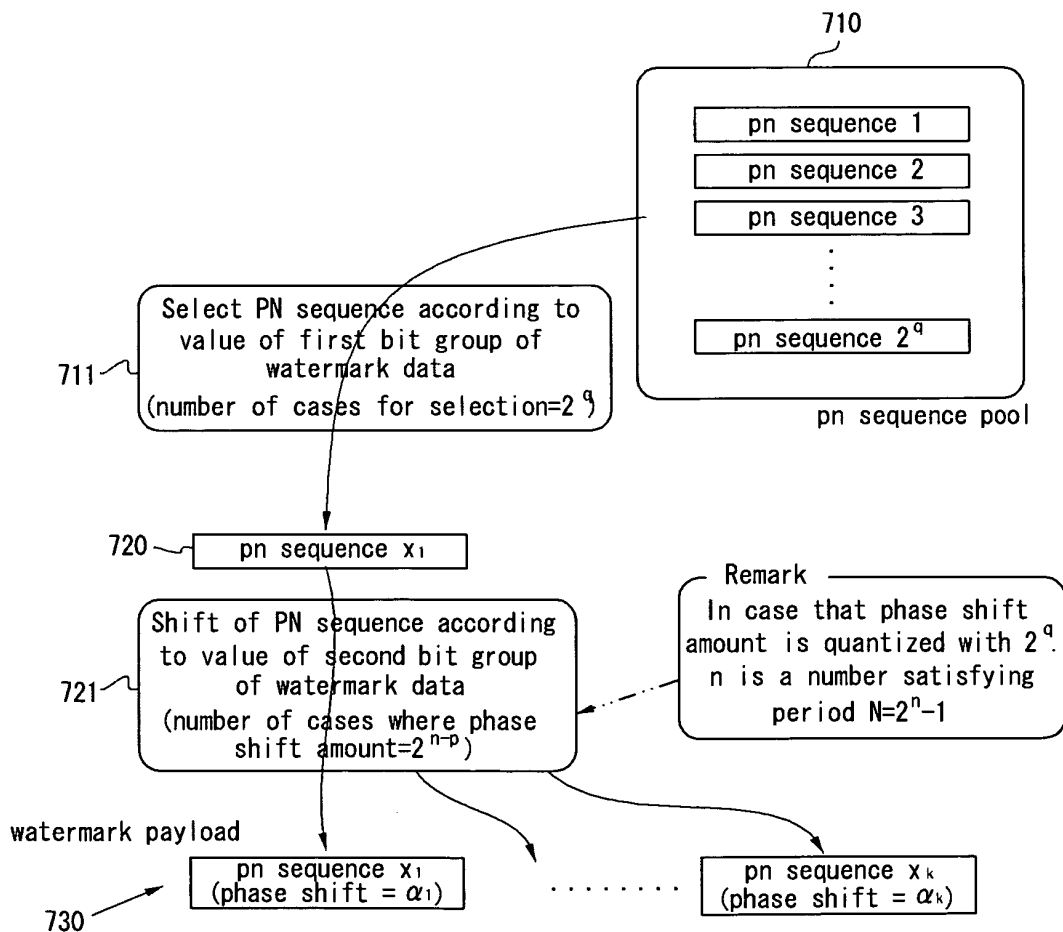 710
pn sequence 1
pn sequence 2
pn sequence 3
pn sequence 2^q
pn sequence pool
Select PN sequence according to
value of first bit group of
watermark data
(number of cases for selection=2^q)
711
720
pn sequence x₁
Remark
In case that phase shift
amount is quantized with 2^q.
n is a number satisfying
period N=2^n-1
Shift of PN sequence according
to value of second bit group
of watermark data
(number of cases where phase
shift amount=2^n-p)
721
watermark payload
pn sequence x₁
(phase shift = α₁)
pn sequence xₖ
(phase shift = αₖ)
730